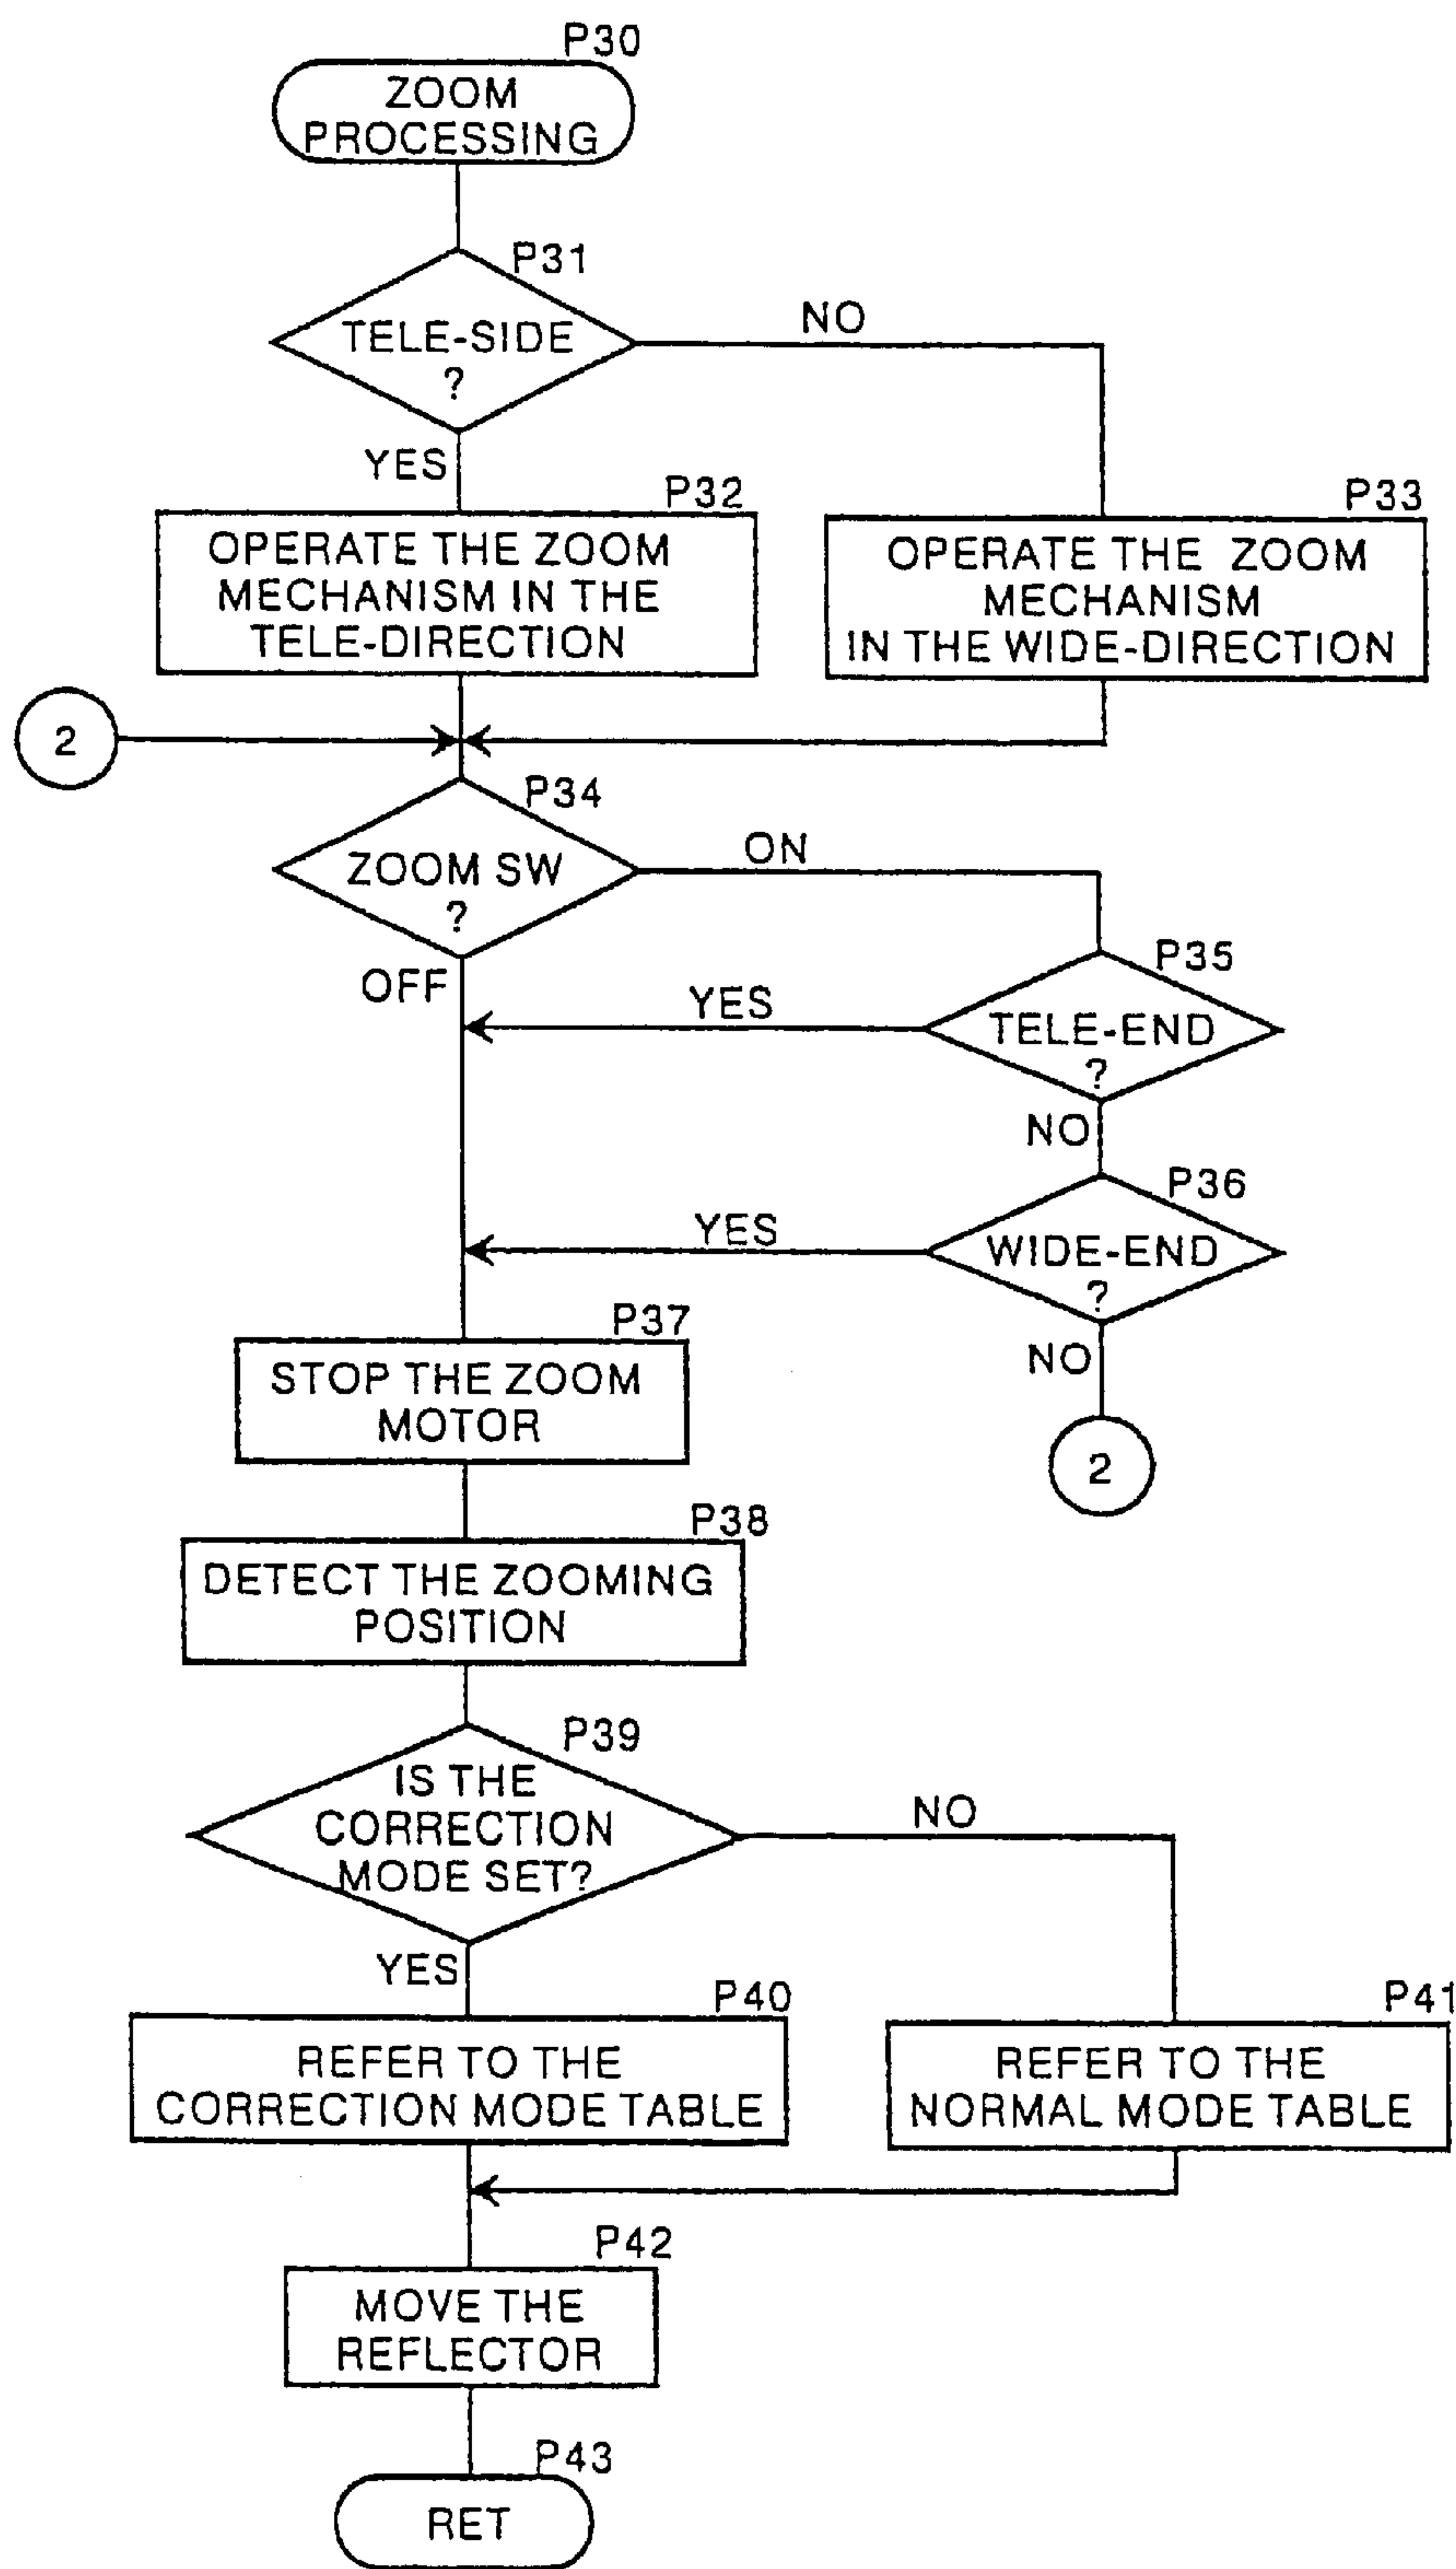 P30
ZOOM
PROCESSING
P31
TELE-SIDE
?
NO
YES
P32
OPERATE THE ZOOM
MECHANISM IN THE
TELE-DIRECTION
P33
OPERATE THE ZOOM
MECHANISM
IN THE WIDE-DIRECTION
2
P34
ZOOM SW
?
ON
OFF
P35
TELE-END
?
YES
NO
P36
WIDE-END
?
YES
NO
2
P37
STOP THE ZOOM
MOTOR
P38
DETECT THE ZOOMING
POSITION
P39
IS THE
CORRECTION
MODE SET?
NO
YES
P40
REFER TO THE
CORRECTION MODE TABLE
P41
REFER TO THE
NORMAL MODE TABLE
P42
MOVE THE
REFLECTOR
P43
RET